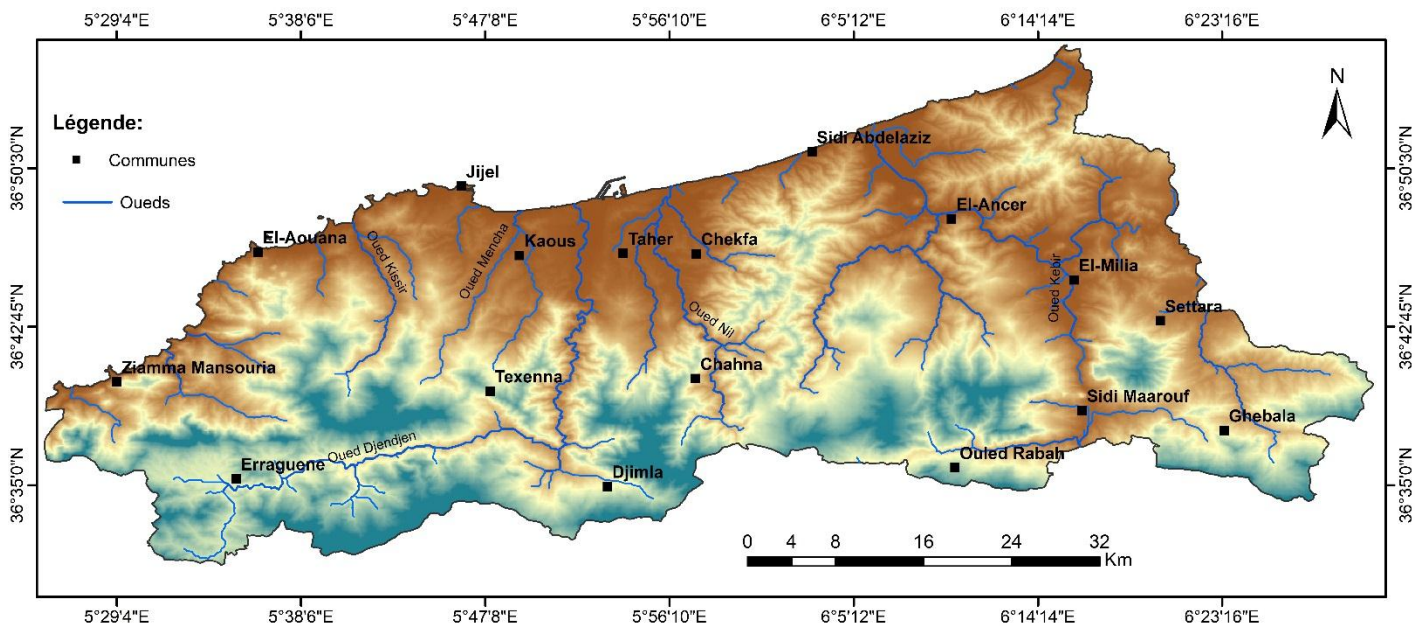 5°29'4"E 5°38'6"E 5°47'8"E 5°56'10"E 6°5'12"E 6°14'14"E 6°23'16"E
N
Légende:
Communes
Oueds
36°50'30"N
36°42'45"N
36°35'0"N
36°50'30"N
36°42'45"N
36°35'0"N
Sidi Abdelaziz
Jijel
El-Ancer
El-Aouana
Oued Kissir
Oued Mencha
Kaous
Taher
Chekfa
Oued Kebir
El-Milia
Oued Nil
Settara
Ziamma Mansouria
Texenna
Chahna
Sidi Maarouf
Ghebala
Oued Djendjen
Erraguene
Djimla
Ouled Rabah
0 4 8 16 24 32
Km
5°29'4"E 5°38'6"E 5°47'8"E 5°56'10"E 6°5'12"E 6°14'14"E 6°23'16"E